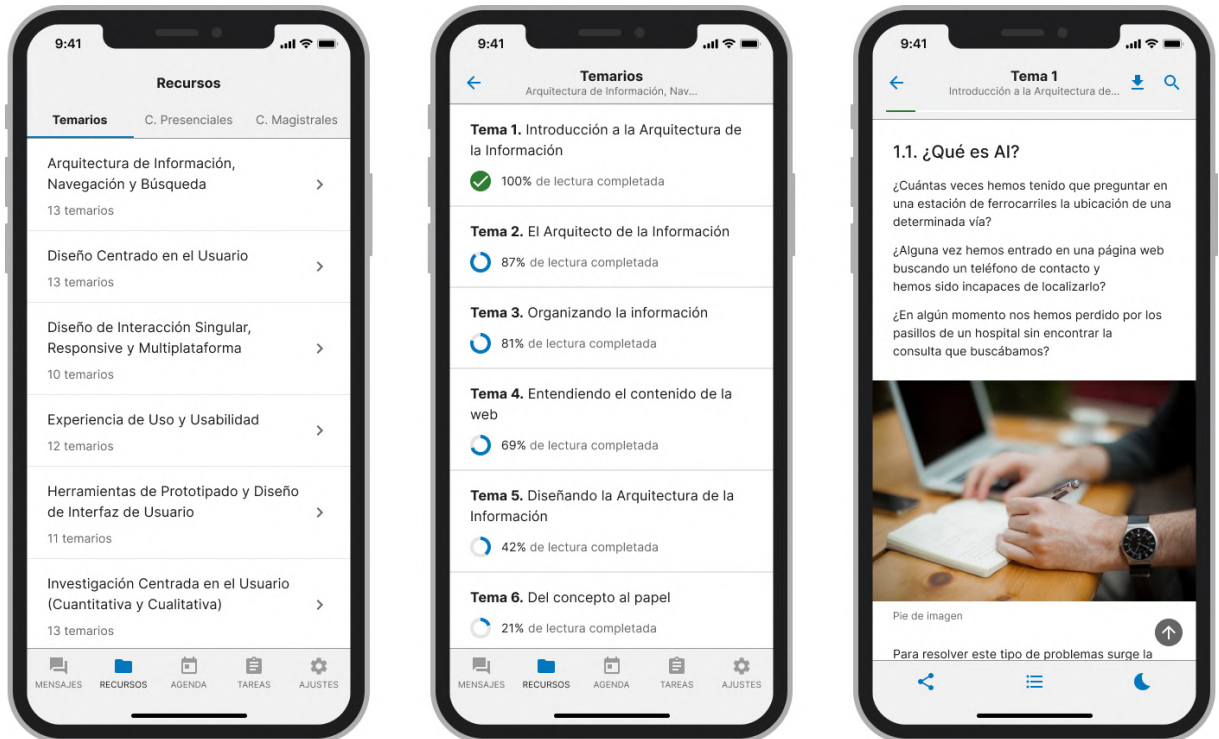 9:41
Recursos
Temarios
C. Presenciales
C. Magistrales
Arquitectura de Información,
Navegación y Búsqueda
13 temarios
Diseño Centrado en el Usuario
13 temarios
Diseño de Interacción Singular,
Responsive y Multiplataforma
10 temarios
Experiencia de Uso y Usabilidad
12 temarios
Herramientas de Prototipado y Diseño
de Interfaz de Usuario
11 temarios
Investigación Centrada en el Usuario
(Cuantitativa y Cualitativa)
13 temarios
MENSAJES
RECURSOS
AGENDA
TAREAS
AJUSTES
9:41
Temarios
Arquitectura de Información, Nav...
Tema 1. Introducción a la Arquitectura de
la Información
100% de lectura completada
Tema 2. El Arquitecto de la Información
87% de lectura completada
Tema 3. Organizando la información
81% de lectura completada
Tema 4. Entendiendo el contenido de la
web
69% de lectura completada
Tema 5. Diseñando la Arquitectura de la
Información
42% de lectura completada
Tema 6. Del concepto al papel
21% de lectura completada
MENSAJES
RECURSOS
AGENDA
TAREAS
AJUSTES
9:41
Tema 1
Introducción a la Arquitectura de...
1.1. ¿Qué es AI?
¿Cuántas veces hemos tenido que preguntar en
una estación de ferrocarriles la ubicación de una
determinada vía?
¿Alguna vez hemos entrado en una página web
buscando un teléfono de contacto y
hemos sido incapaces de localizarlo?
¿En algún momento nos hemos perdido por los
pasillos de un hospital sin encontrar la
consulta que buscábamos?
Pie de imagen
Para resolver este tipo de problemas surge la